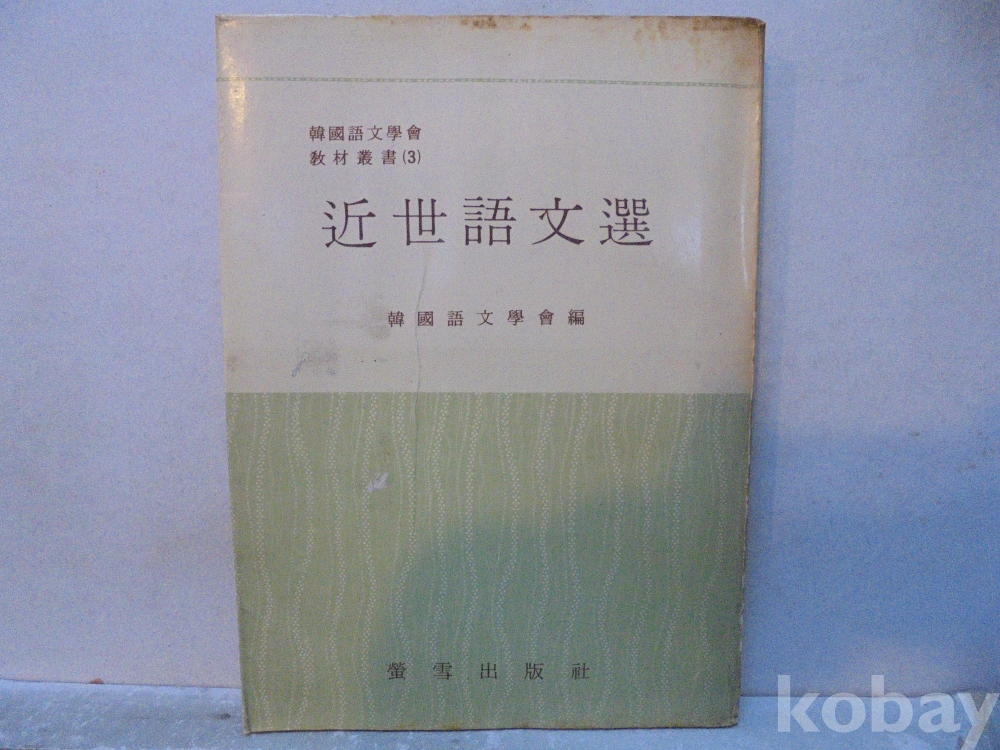 韓國語文學會
敎材叢書(3)
近世語文選
韓國語文學會編
螢雪出版社
kobay